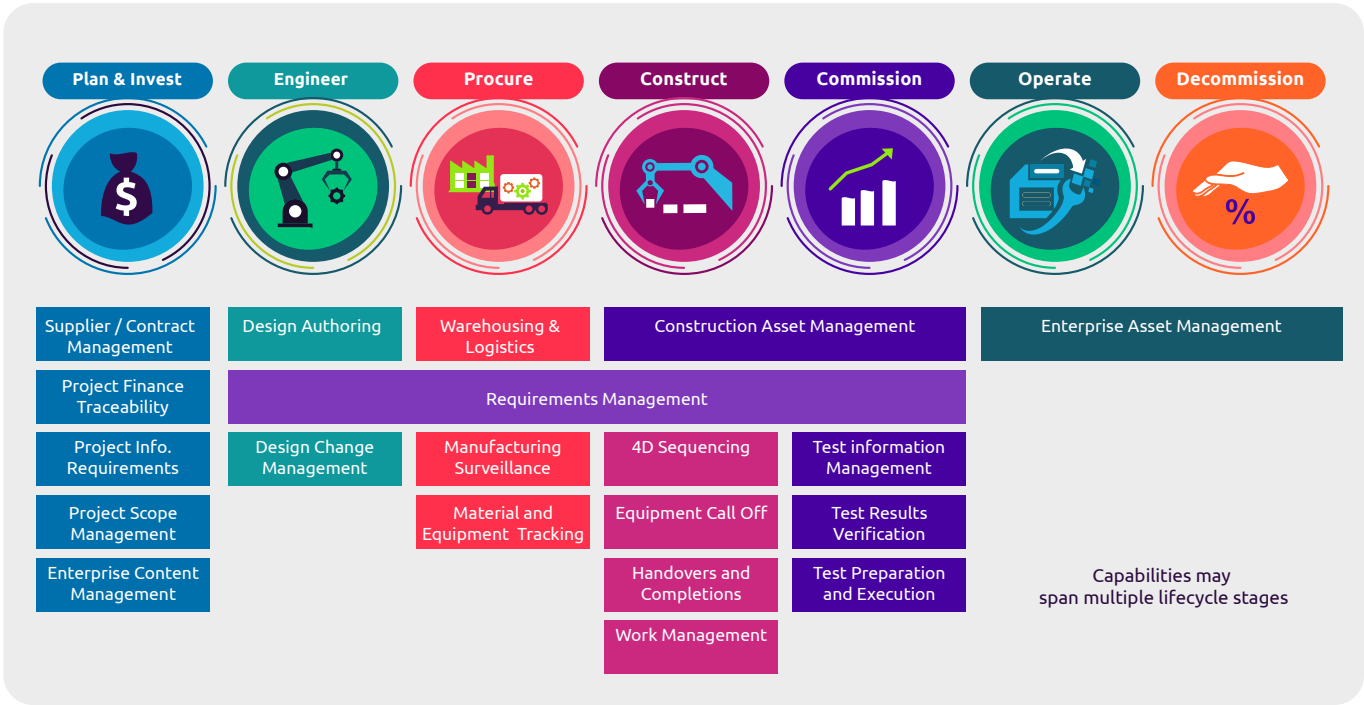 Plan & Invest
Engineer
Procure
Construct
Commission
Operate
Decommission
$
%
Supplier / Contract
Management
Design Authoring
Warehousing &
Logistics
Construction Asset Management
Enterprise Asset Management
Project Finance
Traceability
Requirements Management
Project Info.
Requirements
Design Change
Management
Manufacturing
Surveillance
4D Sequencing
Test information
Management
Project Scope
Management
Material and
Equipment Tracking
Equipment Call Off
Test Results
Verification
Enterprise Content
Management
Handovers and
Completions
Test Preparation
and Execution
Capabilities may
span multiple lifecycle stages
Work Management